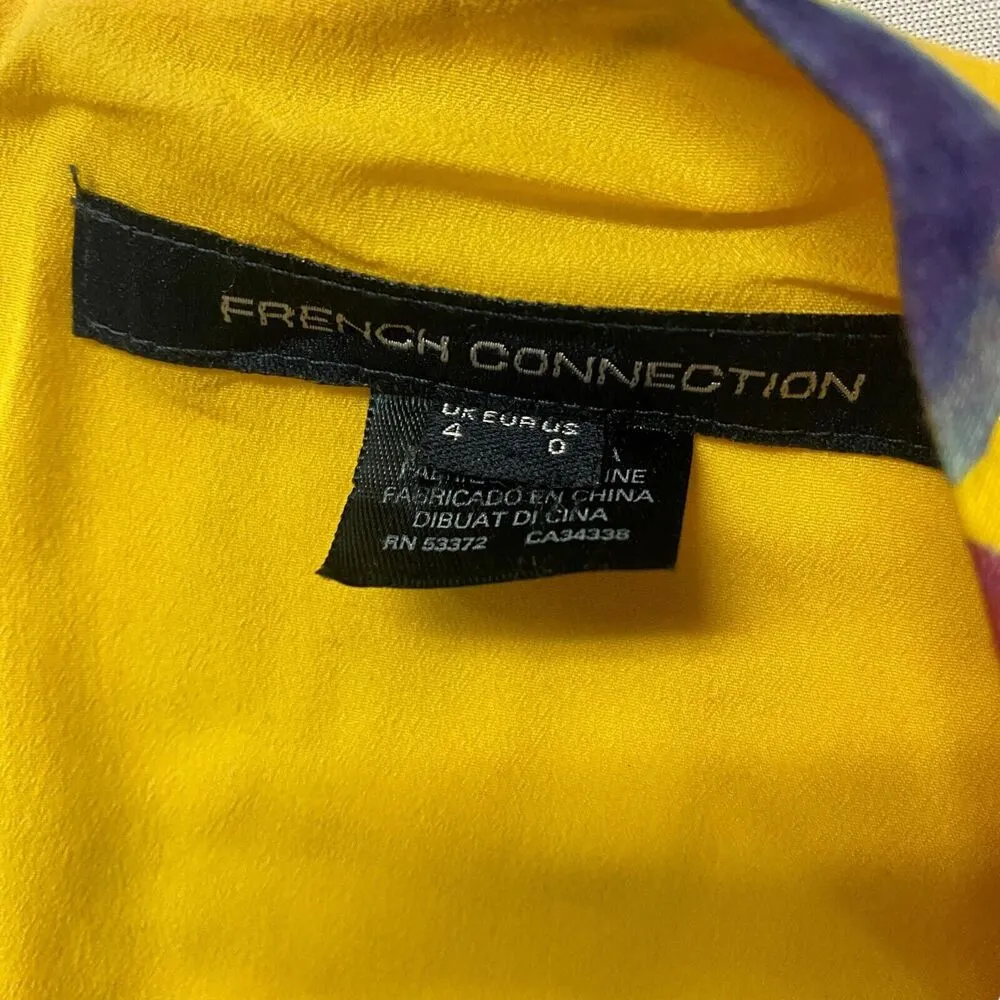 FRENCH CONNECTION
UK EUR US
4 0
FABRICADO EN CHINA
DIBUAT DI CINA
RN 53372 CA34338